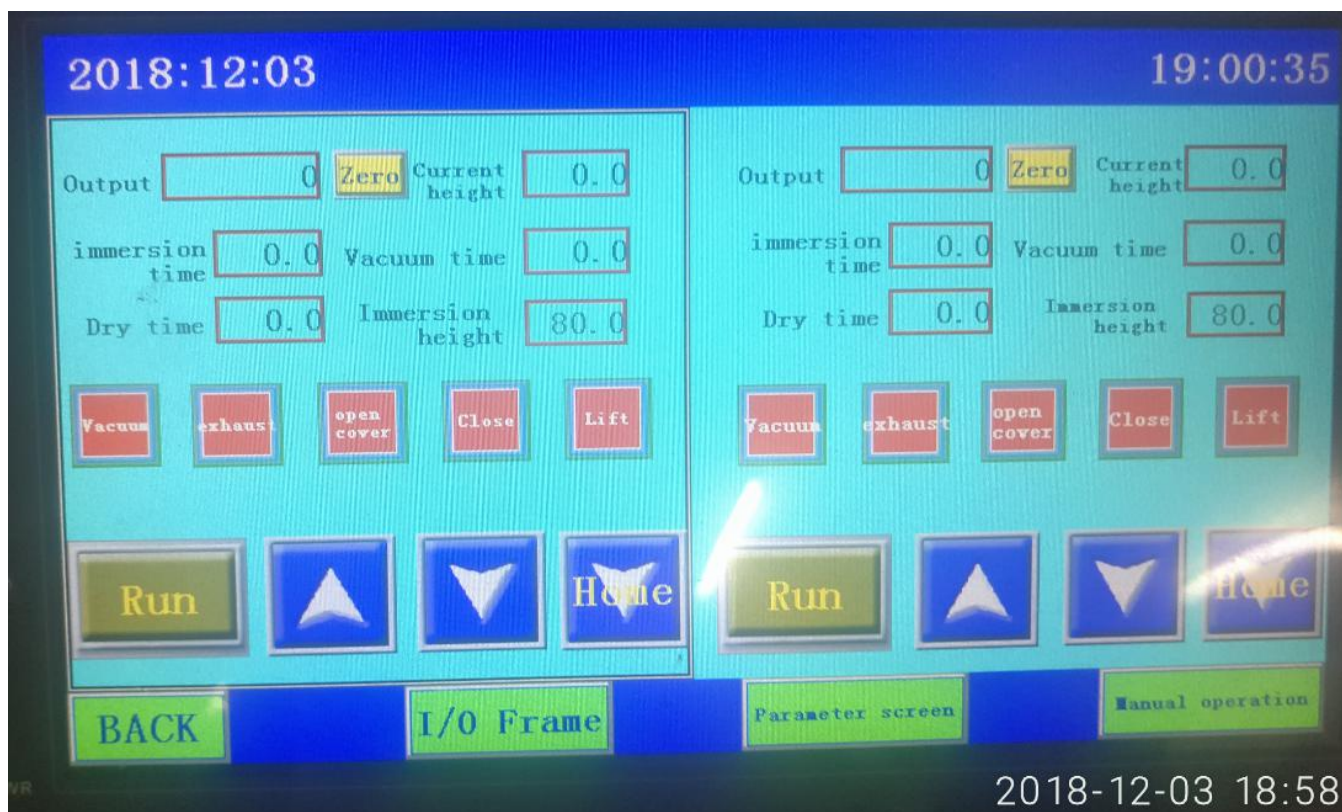 2018:12:03 19:00:35
Output 0 Zero Current height 0.0 Output 0 Zero Current height 0.0
immersion time 0.0 Vacuum time 0.0 immersion time 0.0 Vacuum time 0.0
Dry time 0.0 Immersion height 80.0 Dry time 0.0 Immersion height 80.0
Vacuum exhaust open cover Close Lift Vacuum exhaust open cover Close Lift
Run Home Run Home
BACK I/O Frame Parameter screen Manual operation
2018-12-03 18:58